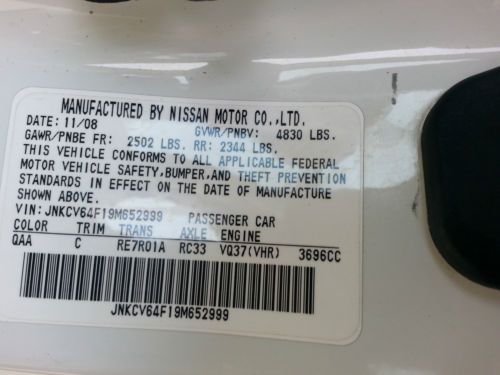 MANUFACTURED BY NISSAN MOTOR CO.,LTD.
DATE: 11/08 GVWR/PNBV: 4830 LBS.
GAWR/PNBE FR: 2502 LBS. RR: 2344 LBS.
THIS VEHICLE CONFORMS TO ALL APPLICABLE FEDERAL
MOTOR VEHICLE SAFETY,BUMPER,AND THEFT PREVENTION
STANDARDS IN EFFECT ON THE DATE OF MANUFACTURE
SHOWN ABOVE.
VIN: JNKCV64F19M652999 PASSENGER CAR
COLOR TRIM TRANS AXLE ENGINE
QAA C RE7R01A RC33 VQ37(VHR) 3696CC
JNKCV64F19M652999